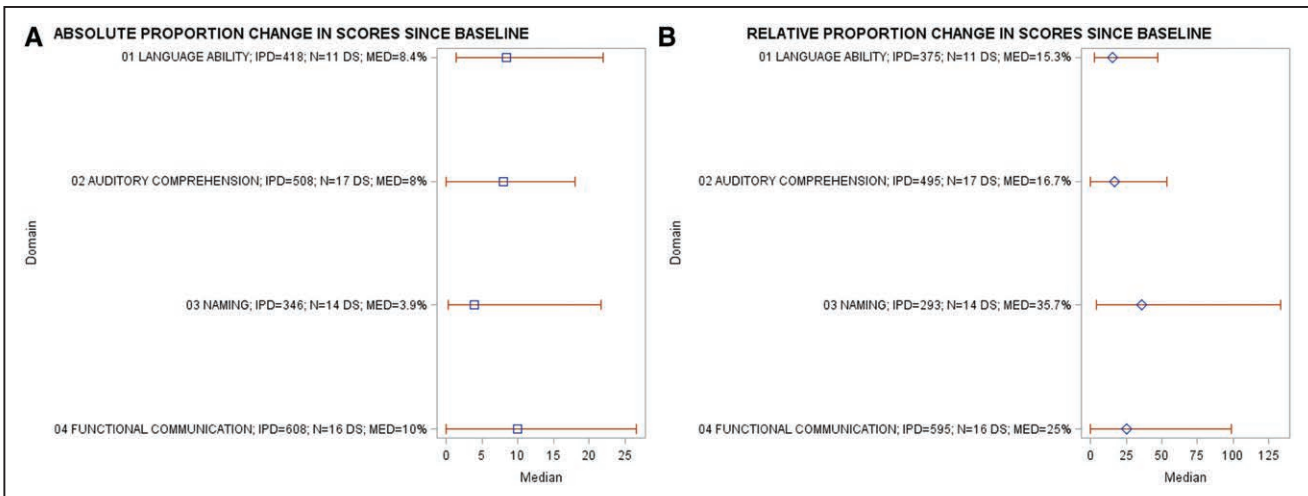 A ABSOLUTE PROPORTION CHANGE IN SCORES SINCE BASELINE
01 LANGUAGE ABILITY; IPD=418; N=11 DS; MED=8.4%
02 AUDITORY COMPREHENSION; IPD=508; N=17 DS; MED=8%
Domain
03 NAMING; IPD=346; N=14 DS; MED=3.9%
04 FUNCTIONAL COMMUNICATION; IPD=608; N=16 DS; MED=10%
0 5 10 15 20 25
Median
B RELATIVE PROPORTION CHANGE IN SCORES SINCE BASELINE
01 LANGUAGE ABILITY; IPD=375; N=11 DS; MED=15.3%
02 AUDITORY COMPREHENSION; IPD=495; N=17 DS; MED=16.7%
Domain
03 NAMING; IPD=293; N=14 DS; MED=35.7%
04 FUNCTIONAL COMMUNICATION; IPD=595; N=16 DS; MED=25%
0 25 50 75 100 125
Median